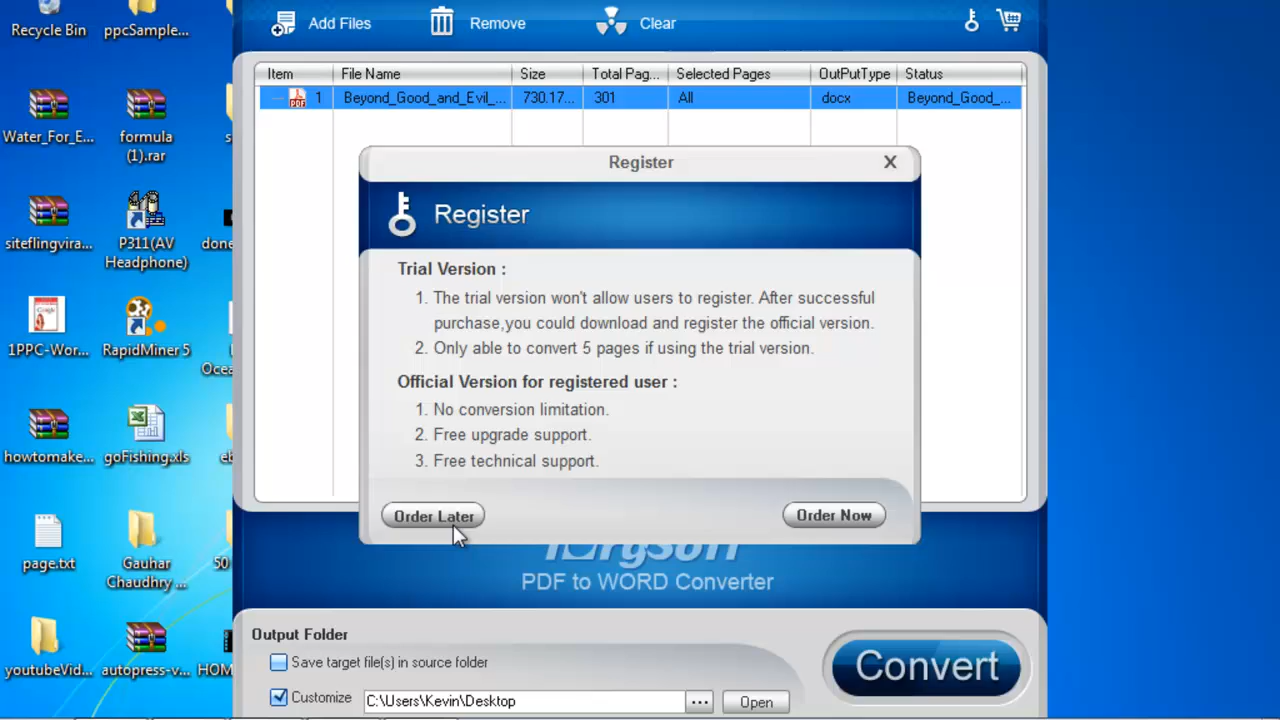 Recycle Bin
ppcSample...
Water_For_E...
formula
(1).rar
siteflingvira...
P311(AV
Headphone)
done
1PPC-Wor...
RapidMiner 5
Ocea
howtomake...
goFishing.xls
page.txt
Gauhar
Chaudhry ...
50
youtubeVid...
autopress-v...
HOM
Add Files
Remove
Clear
Item File Name Size Total Pag... Selected Pages OutPutType Status
1 Beyond_Good_and_Evil_... 730.17... 301 All docx Beyond_Good_...
Register
X
Register
Trial Version :
1. The trial version won't allow users to register. After successful
purchase,you could download and register the official version.
2. Only able to convert 5 pages if using the trial version.
Official Version for registered user :
1. No conversion limitation.
2. Free upgrade support.
3. Free technical support.
Order Later
Order Now
PDF to WORD Converter
Output Folder
Save target file(s) in source folder
Customize
C:\Users\Kevin\Desktop
...
Open
Convert